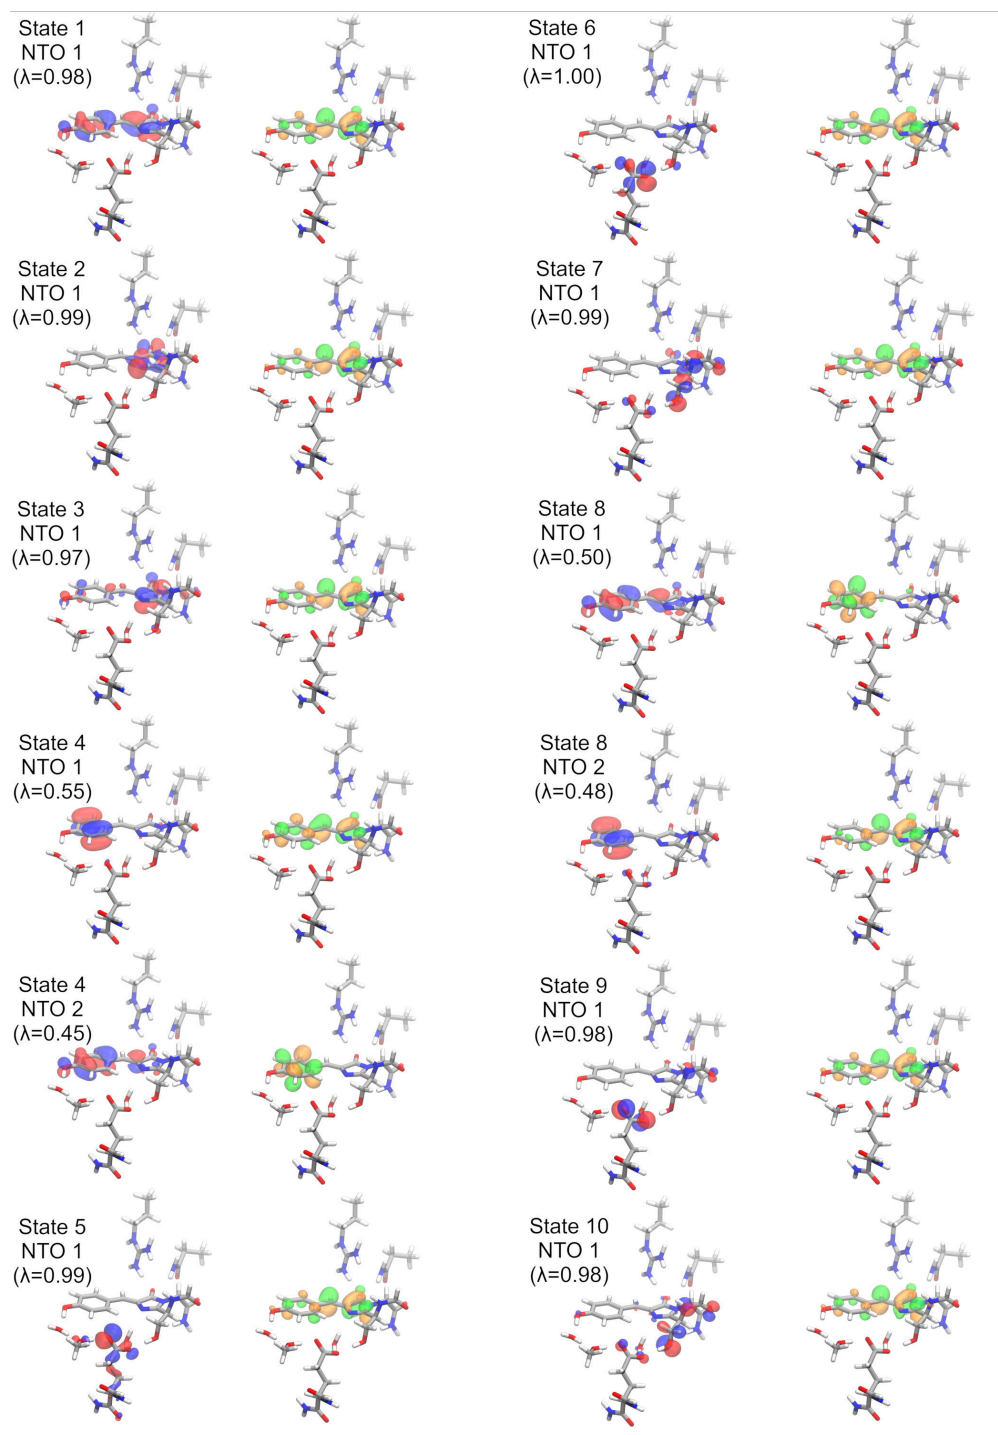 State 1
NTO 1
(λ=0.98)
State 2
NTO 1
(λ=0.99)
State 3
NTO 1
(λ=0.97)
State 4
NTO 1
(λ=0.55)
State 4
NTO 2
(λ=0.45)
State 5
NTO 1
(λ=0.99)
State 6
NTO 1
(λ=1.00)
State 7
NTO 1
(λ=0.99)
State 8
NTO 1
(λ=0.50)
State 8
NTO 2
(λ=0.48)
State 9
NTO 1
(λ=0.98)
State 10
NTO 1
(λ=0.98)